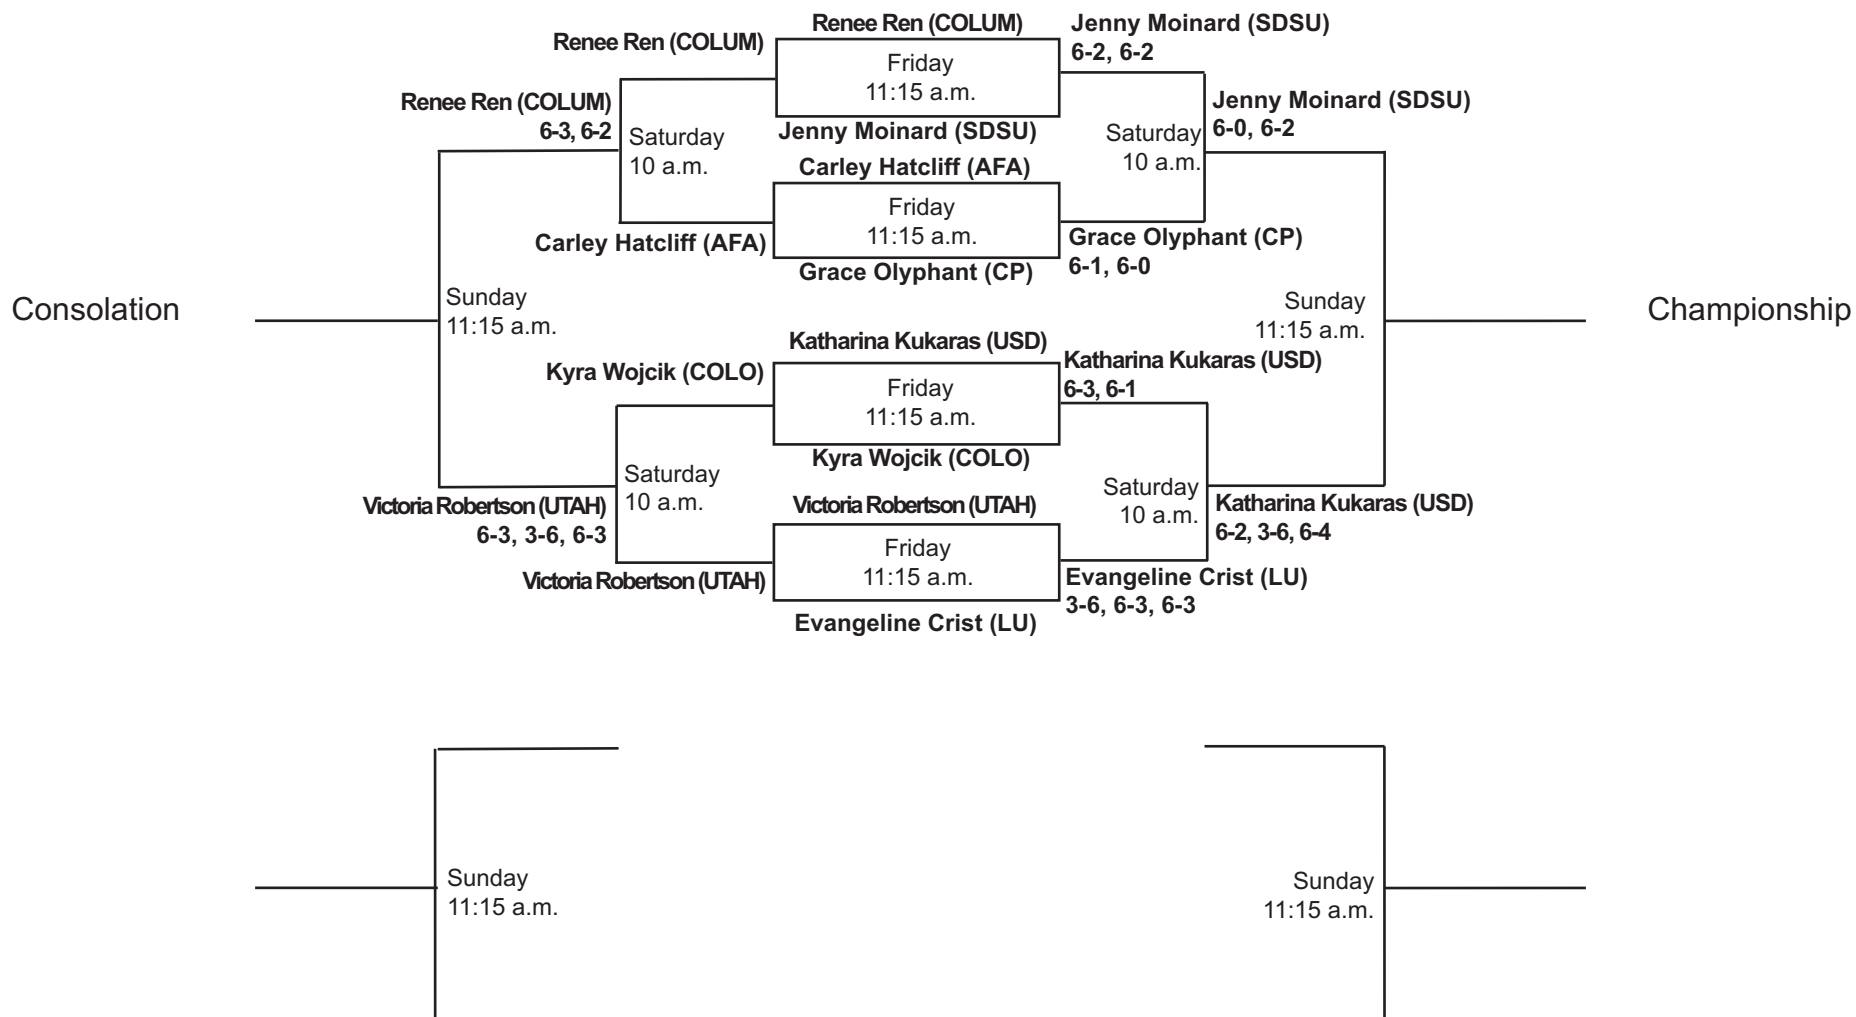 Renee Ren (COLUM)
Jenny Moinard (SDSU)
6-2, 6-2
Renee Ren (COLUM)
Friday
11:15 a.m.
Renee Ren (COLUM)
6-3, 6-2
Jenny Moinard (SDSU)
6-0, 6-2
Saturday
10 a.m.
Jenny Moinard (SDSU)
Saturday
10 a.m.
Carley Hatcliff (AFA)
Friday
11:15 a.m.
Carley Hatcliff (AFA)
Grace Olyphant (CP)
6-1, 6-0
Grace Olyphant (CP)
Consolation
Sunday
11:15 a.m.
Sunday
11:15 a.m.
Championship
Katharina Kukaras (USD)
Kyra Wojcik (COLO)
Katharina Kukaras (USD)
6-3, 6-1
Friday
11:15 a.m.
Kyra Wojcik (COLO)
Saturday
10 a.m.
Saturday
10 a.m.
Victoria Robertson (UTAH)
6-3, 3-6, 6-3
Victoria Robertson (UTAH)
Katharina Kukaras (USD)
6-2, 3-6, 6-4
Friday
11:15 a.m.
Victoria Robertson (UTAH)
Evangeline Crist (LU)
3-6, 6-3, 6-3
Evangeline Crist (LU)
Sunday
11:15 a.m.
Sunday
11:15 a.m.